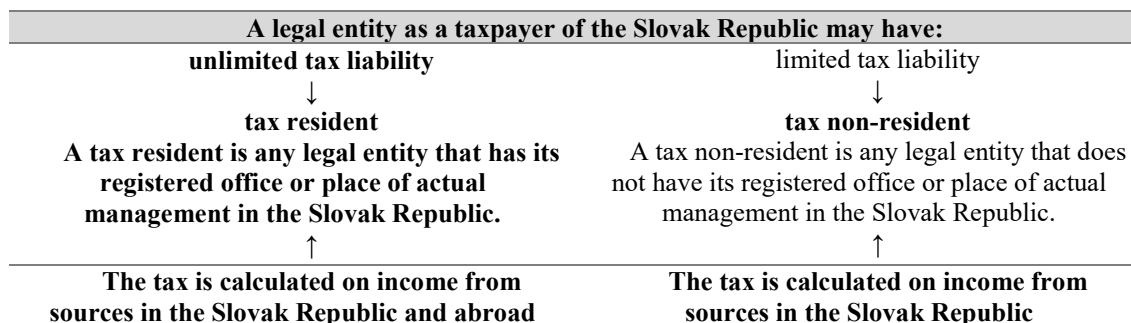 A legal entity as a taxpayer of the Slovak Republic may have:
unlimited tax liability
↓
tax resident
A tax resident is any legal entity that has its
registered office or place of actual
management in the Slovak Republic.
↑
The tax is calculated on income from
sources in the Slovak Republic and abroad
limited tax liability
↓
tax non-resident
A tax non-resident is any legal entity that does
not have its registered office or place of actual
management in the Slovak Republic.
↑
The tax is calculated on income from
sources in the Slovak Republic